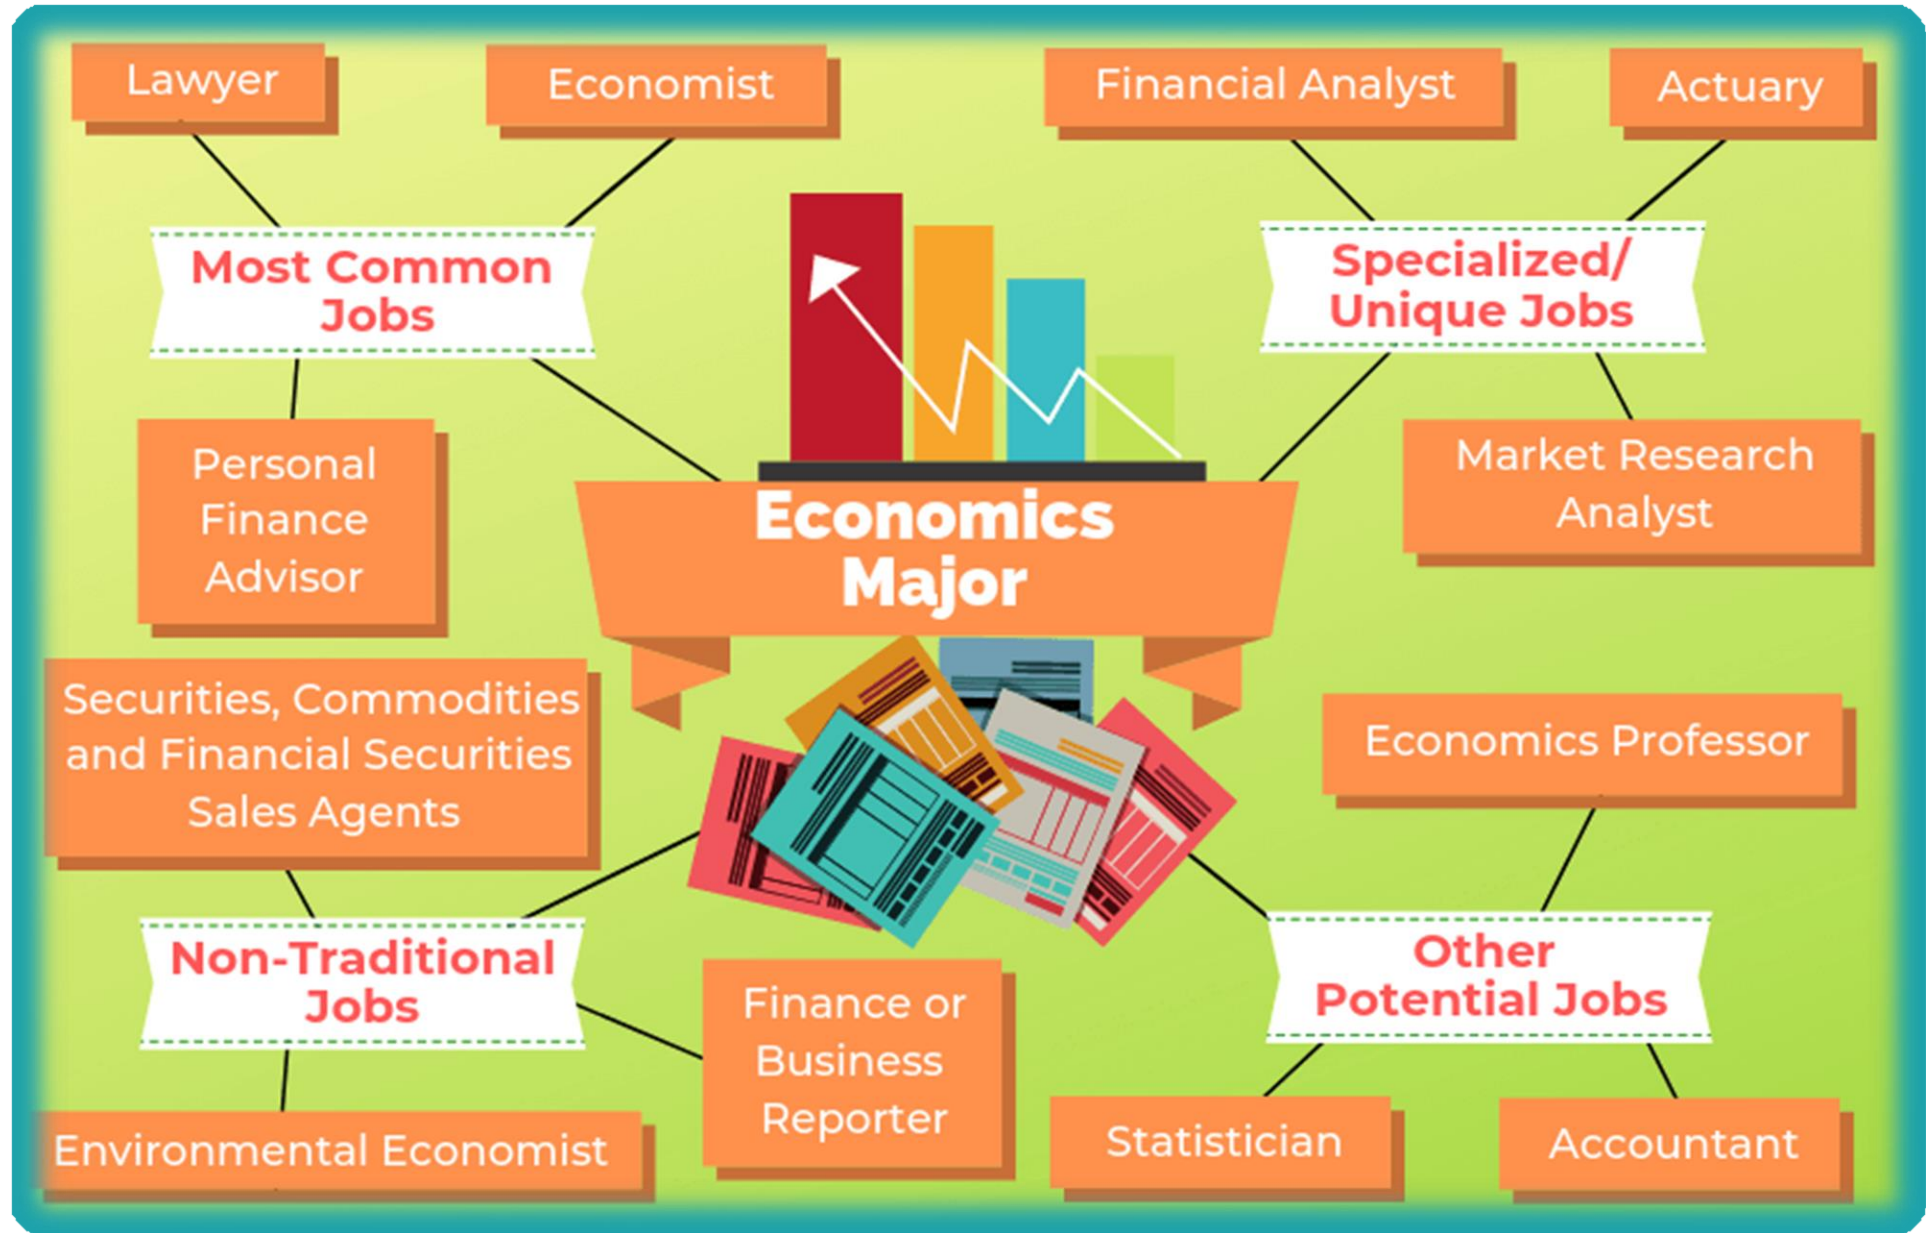 Lawyer
Economist
Financial Analyst
Actuary
Most Common
Jobs
Specialized/
Unique Jobs
Personal
Finance
Advisor
Market Research
Analyst
Economics
Major
Securities, Commodities
and Financial Securities
Sales Agents
Economics Professor
Non-Traditional
Jobs
Other
Potential Jobs
Finance or
Business
Reporter
Environmental Economist
Statistician
Accountant